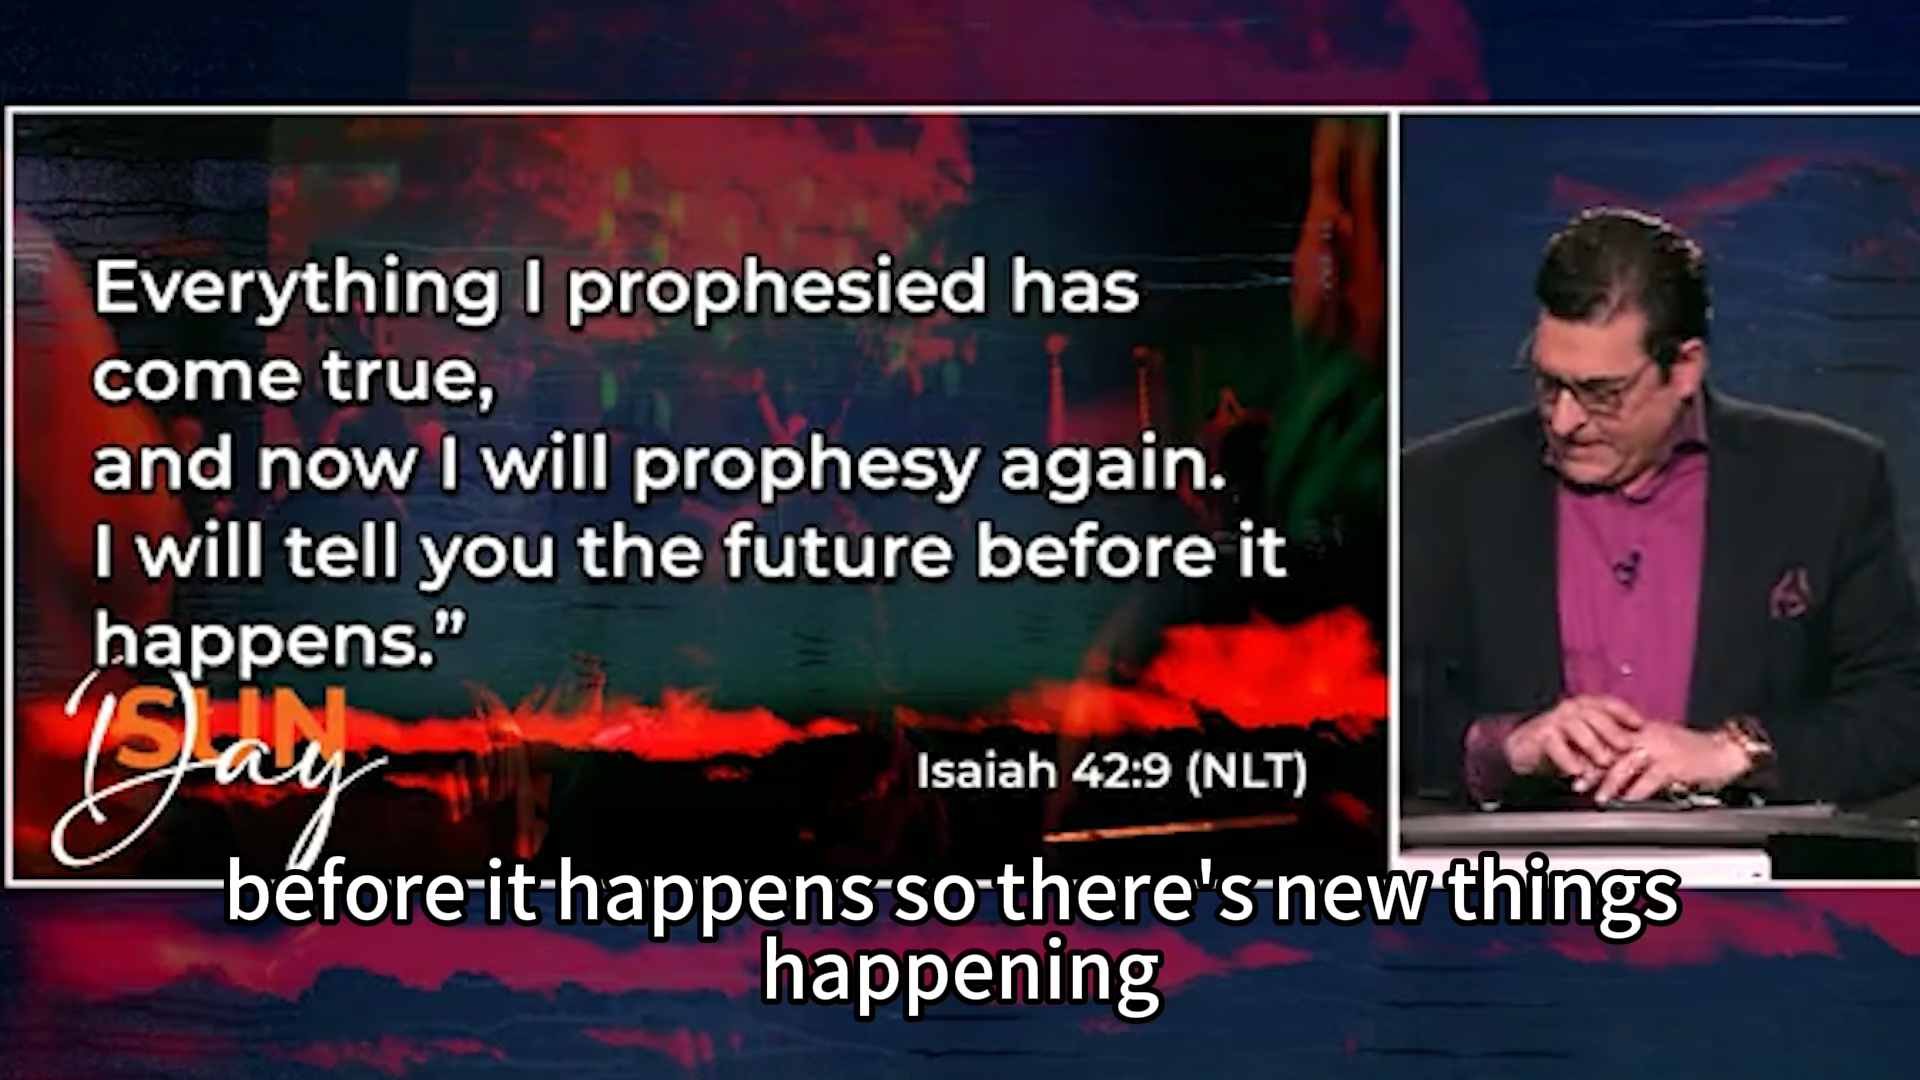 Everything I prophesied has
come true,
and now I will prophesy again.
I will tell you the future before it
happens.”
SUN
Day
Isaiah 42:9 (NLT)
before it happens so there's new things
happening